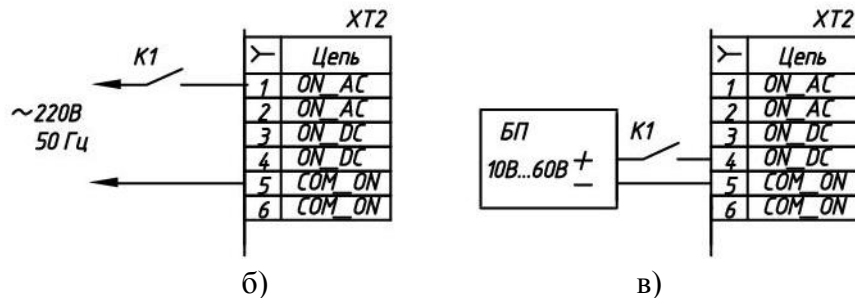 XT2
K1
Цепь
1 ON_AC
2 ON_AC
3 ON_DC
4 ON_DC
5 COM_ON
6 COM_ON
~220В
50 Гц
б)
XT2
БП
10В...60В + −
K1
Цепь
1 ON_AC
2 ON_AC
3 ON_DC
4 ON_DC
5 COM_ON
6 COM_ON
в)